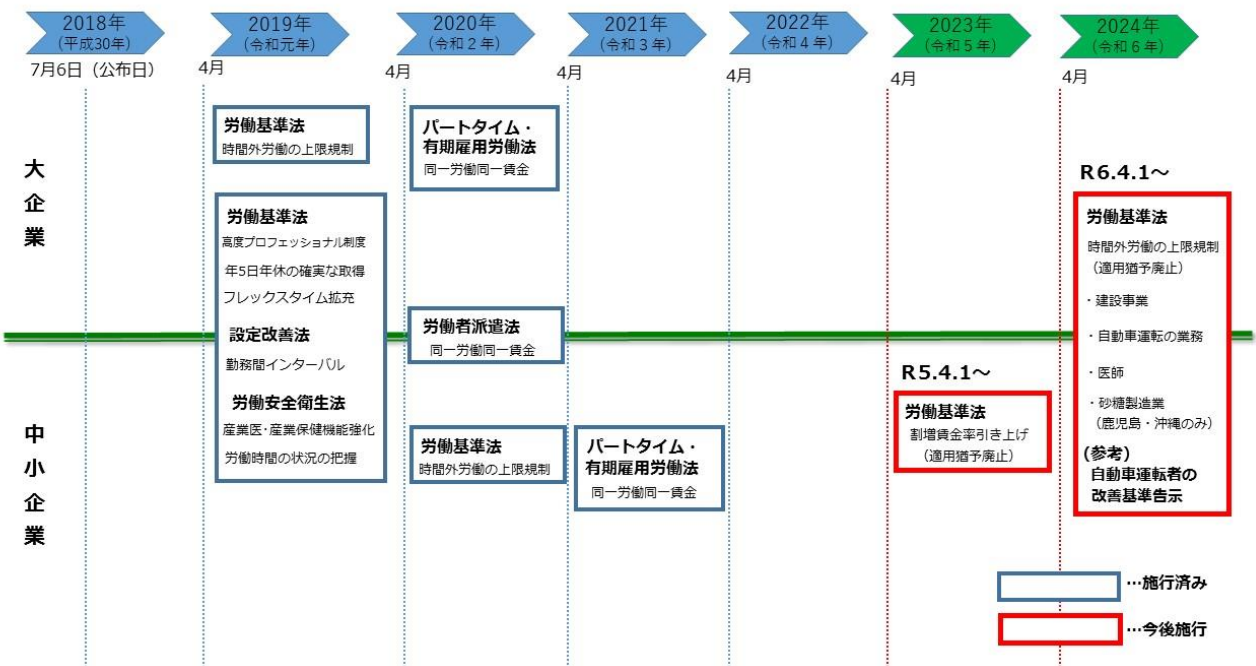 2018年
(平成30年)
2019年
(令和元年)
2020年
(令和２年)
2021年
(令和３年)
2022年
(令和４年)
2023年
(令和５年)
2024年
(令和６年)
7月6日（公布日）
4月
4月
4月
4月
4月
4月
大企業
労働基準法
時間外労働の上限規制
パートタイム・
有期雇用労働法
同一労働同一賃金
労働基準法
高度プロフェッショナル制度
年5日年休の確実な取得
フレックスタイム拡充
設定改善法
勤務間インターバル
労働安全衛生法
産業医・産業保健機能強化
労働時間の状況の把握
労働者派遣法
同一労働同一賃金
中小企業
労働基準法
時間外労働の上限規制
パートタイム・
有期雇用労働法
同一労働同一賃金
R5.4.1～
労働基準法
割増賃金率引き上げ
（適用猶予廃止）
R6.4.1～
労働基準法
時間外労働の上限規制
（適用猶予廃止）
・建設事業
・自動車運転の業務
・医師
・砂糖製造業
（鹿児島・沖縄のみ）
(参考)
自動車運転者の
改善基準告示
…施行済み
…今後施行